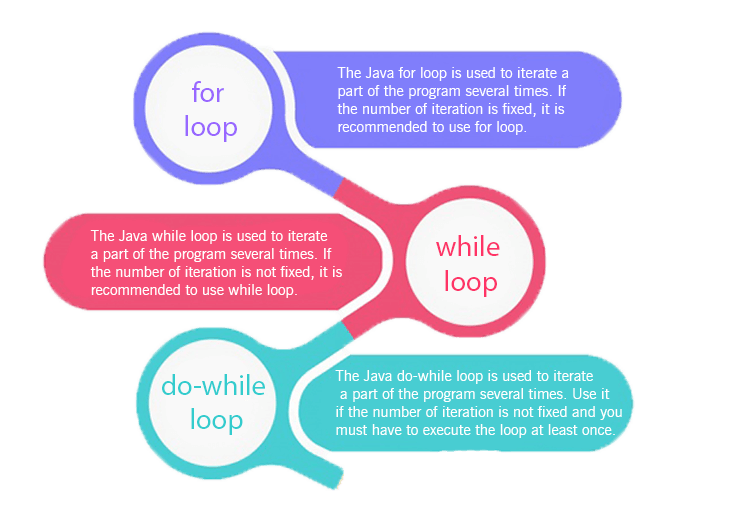 for
loop
The Java for loop is used to iterate a
part of the program several times. If
the number of iteration is fixed, it is
recommended to use for loop.
The Java while loop is used to iterate
a part of the program several times. If
the number of iteration is not fixed, it is
recommended to use while loop.
while
loop
do-while
loop
The Java do-while loop is used to iterate
a part of the program several times. Use it
if the number of iteration is not fixed and you
must have to execute the loop at least once.